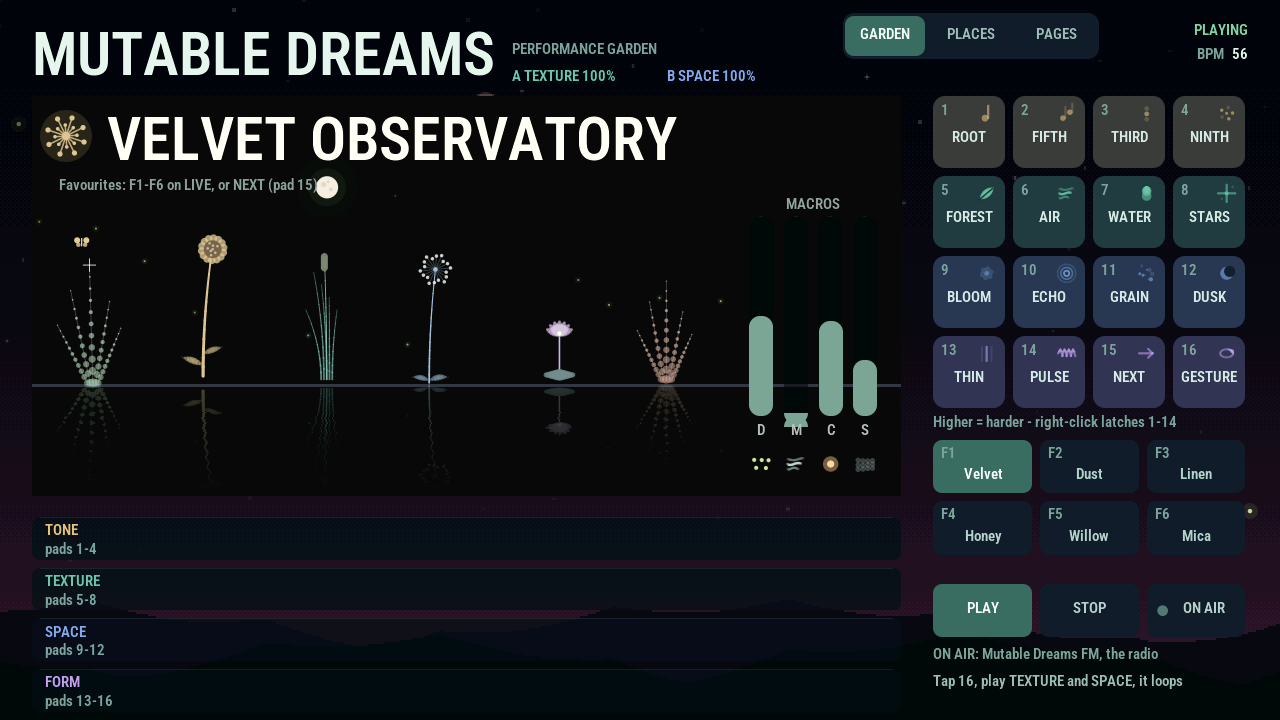 MUTABLE DREAMS
PERFORMANCE GARDEN
A TEXTURE 100% B SPACE 100%
GARDEN PLACES PAGES
PLAYING
BPM 56
VELVET OBSERVATORY
Favourites: F1-F6 on LIVE, or NEXT (pad 15)
MACROS
D M C S
1 ROOT
2 FIFTH
3 THIRD
4 NINTH
5 FOREST
6 AIR
7 WATER
8 STARS
9 BLOOM
10 ECHO
11 GRAIN
12 DUSK
13 THIN
14 PULSE
15 NEXT
16 GESTURE
Higher = harder - right-click latches 1-14
F1 Velvet
F2 Dust
F3 Linen
F4 Honey
F5 Willow
F6 Mica
PLAY STOP ON AIR
ON AIR: Mutable Dreams FM, the radio
Tap 16, play TEXTURE and SPACE, it loops
TONE
pads 1-4
TEXTURE
pads 5-8
SPACE
pads 9-12
FORM
pads 13-16